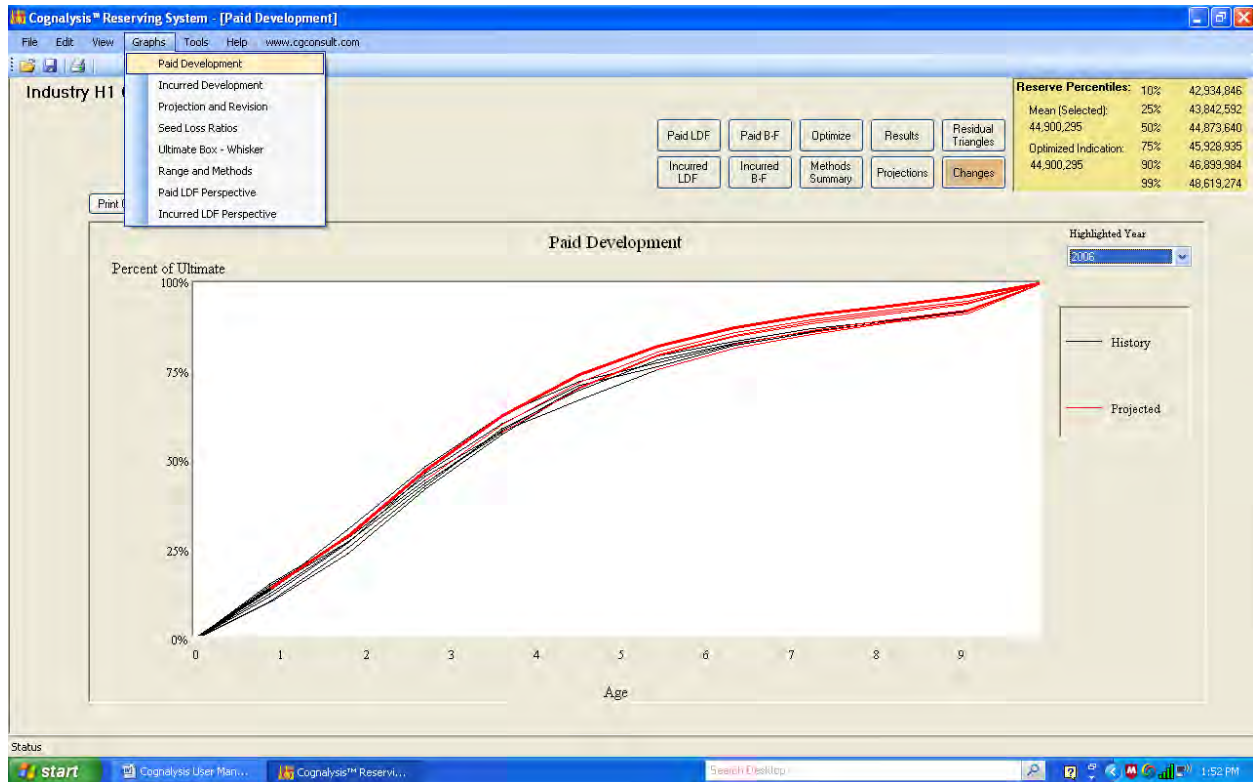 Cognalysis™ Reserving System - [Paid Development]
File Edit View Graphs Tools Help www.cgconsult.com
Paid Development
Incurred Development
Projection and Revision
Seed Loss Ratios
Ultimate Box - Whisker
Range and Methods
Paid LDF Perspective
Incurred LDF Perspective
Industry H1
Paid LDF
Paid B-F
Optimize
Results
Residual Triangles
Incurred LDF
Incurred B-F
Methods Summary
Projections
Changes
Reserve Percentiles: 10% 42,934,846
Mean (Selected): 25% 43,842,592
44,900,295 50% 44,873,640
Optimized Indication: 75% 45,928,935
44,900,295 90% 46,899,984
99% 48,619,274
Print
Paid Development
Highlighted Year
2006
Percent of Ultimate
100%
75%
50%
25%
0%
0 1 2 3 4 5 6 7 8 9
Age
History
Projected
Status
start
Cognalysis User Man...
Cognalysis™ Reservi...
Search Desktop
1:52 PM